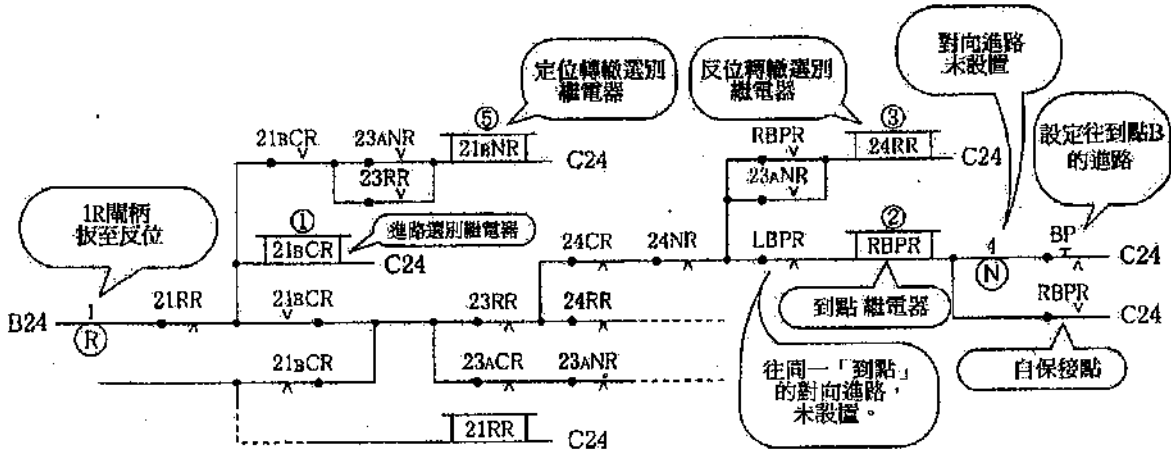 對向進路
未設置
定位轉轍選別
繼電器
反位轉轍選別
繼電器
設定往到點B
的進路
⑤
③
21BCR
23ANR
21BNR
C24
RBPR
24RR
C24
23RR
23ANR
1R閘柄
扳至反位
①
進路選別繼電器
21BCR
C24
24CR
24NR
LBPR
②
RBPR
4
N
BP
C24
B24
1
R
21RR
21BCR
23RR
24RR
到點繼電器
RBPR
C24
21BCR
23ACR
23ANR
往同一「到點」
的對向進路,
未設置。
自保接點
21RR
C24